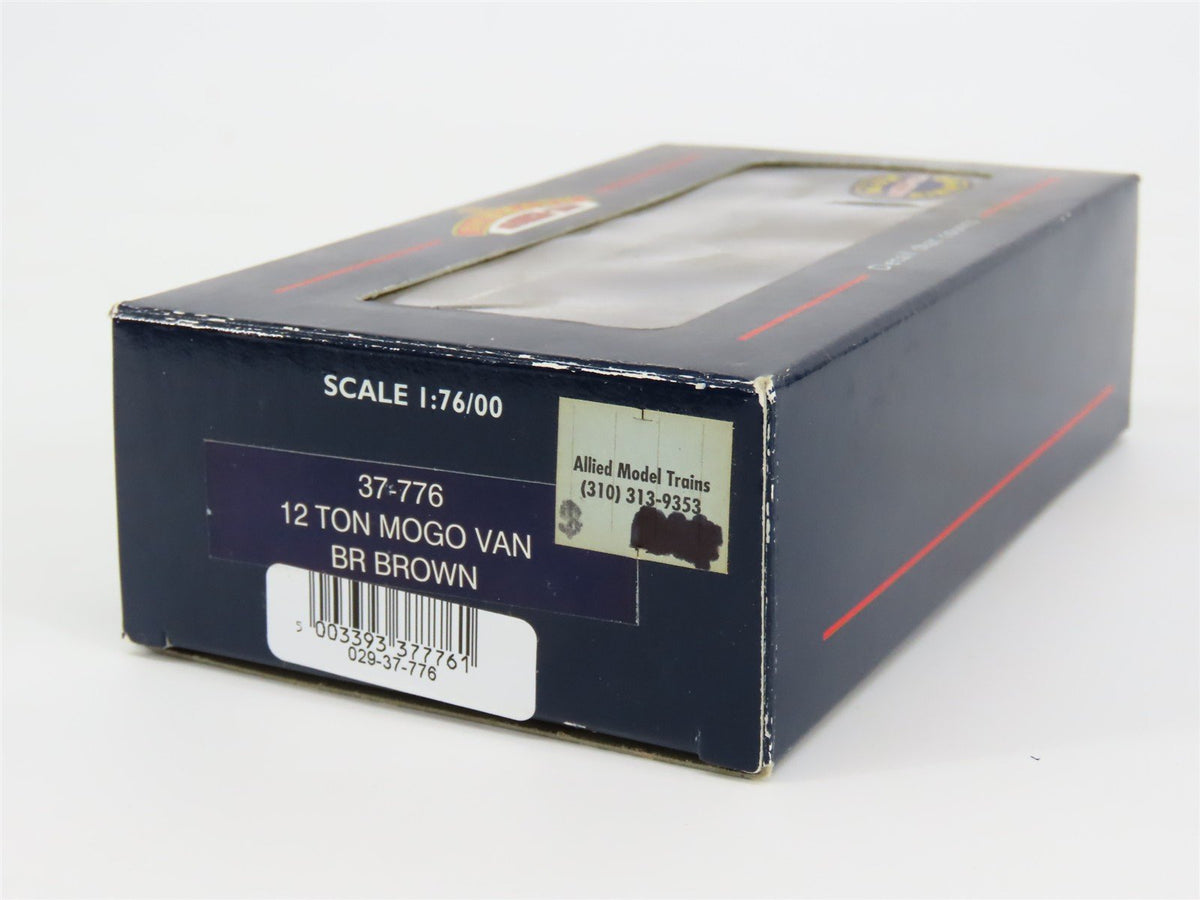 SCALE 1:76/00
37-776
12 TON MOGO VAN
BR BROWN
Allied Model Trains
(310) 313-9353
$
5 003393 377761
029-37-776